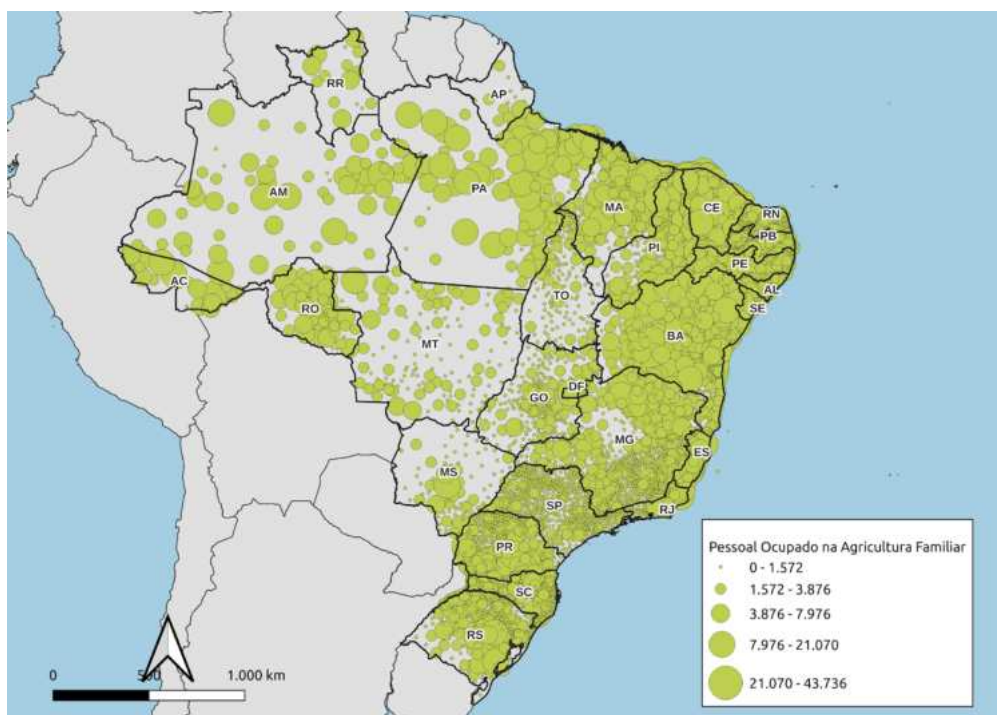 RR
AP
AM
PA
MA
CE
RN
PB
PI
PE
AL
SE
AC
RO
TO
BA
MT
DF
GO
MG
ES
MS
SP
RJ
PR
SC
RS
Pessoal Ocupado na Agricultura Familiar
0 - 1.572
1.572 - 3.876
3.876 - 7.976
7.976 - 21.070
21.070 - 43.736
0 500 1.000 km